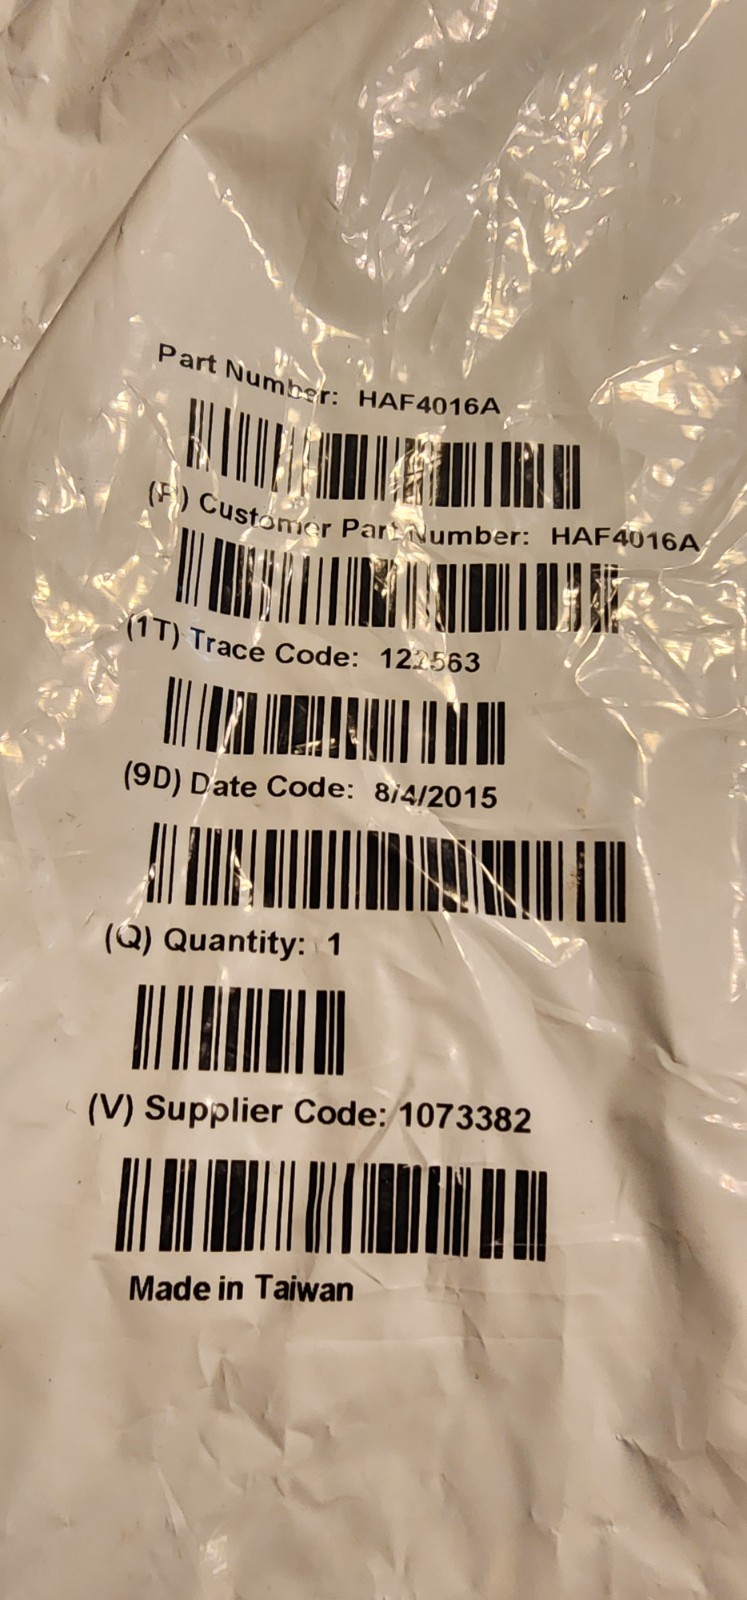 Part Number: HAF4016A
(P) Customer Part Number: HAF4016A
(1T) Trace Code: 122563
(9D) Date Code: 8/4/2015
(Q) Quantity: 1
(V) Supplier Code: 1073382
Made in Taiwan